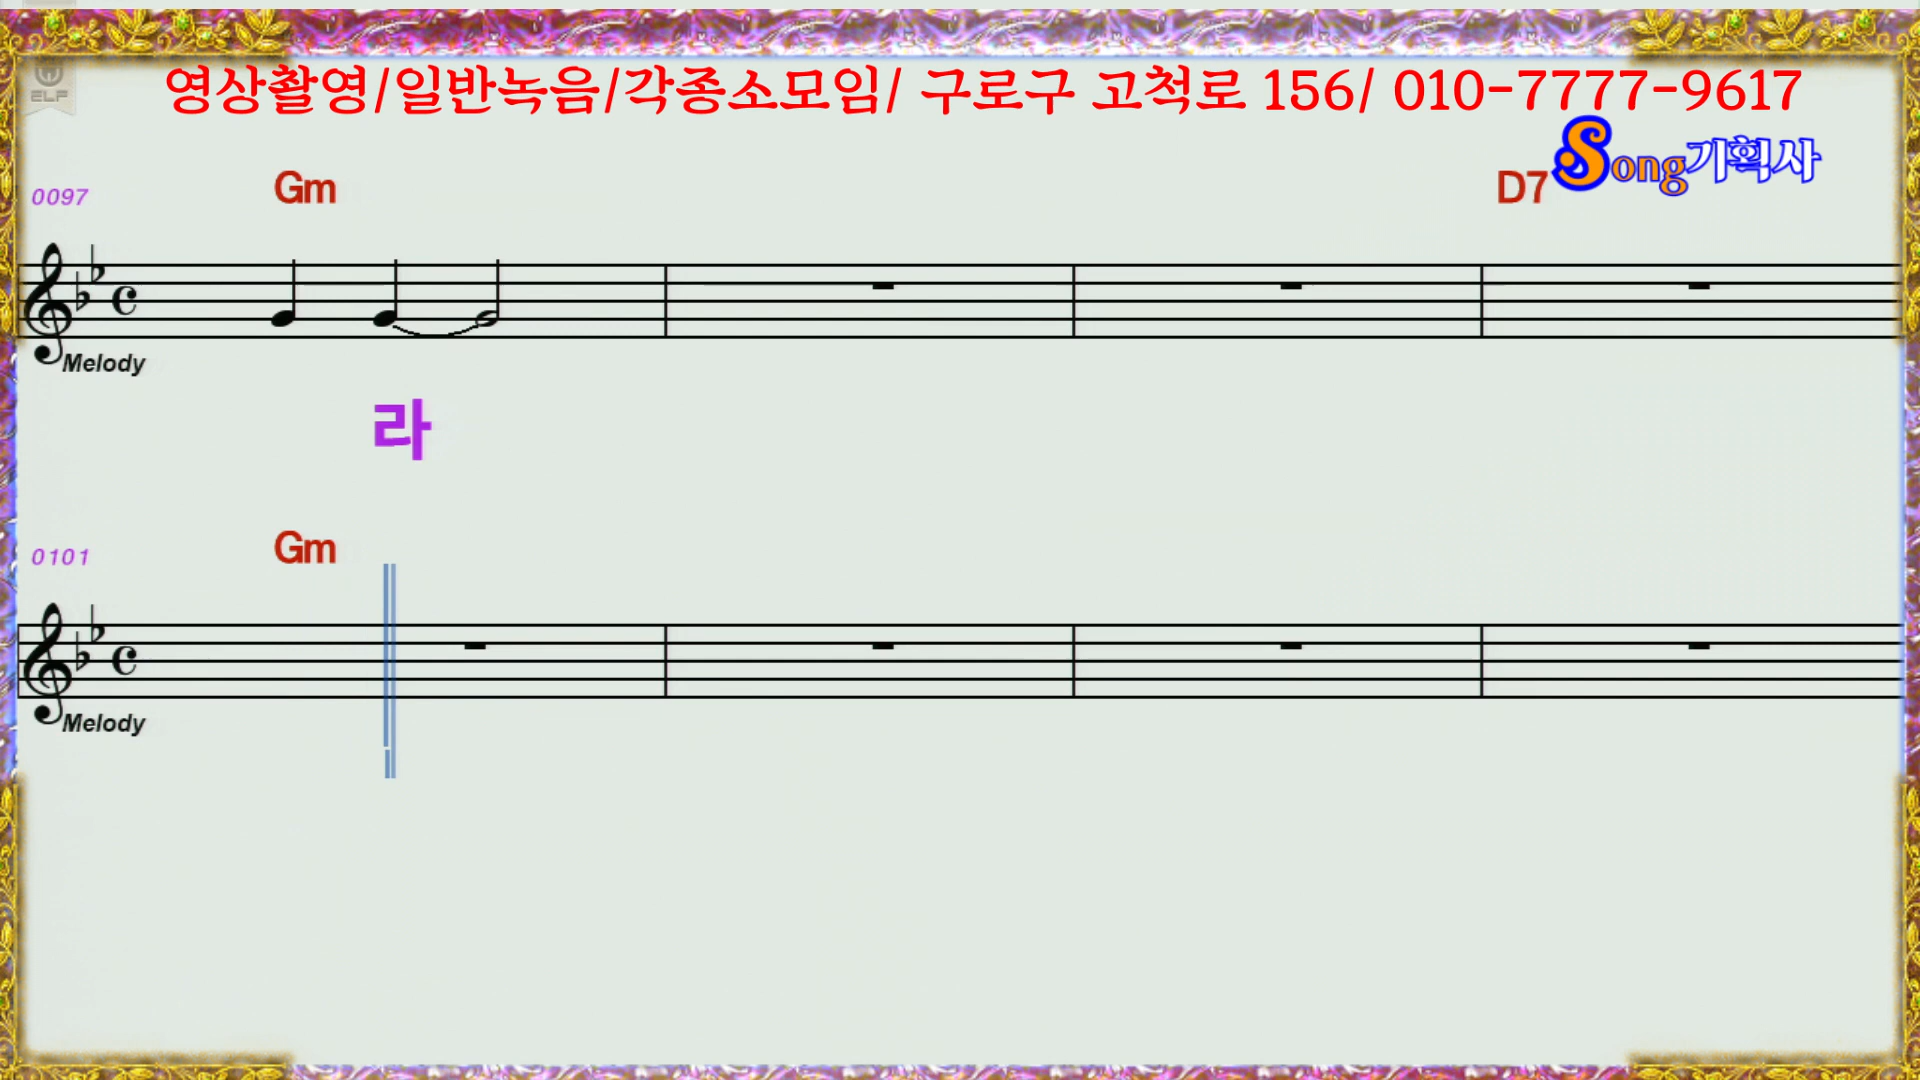 ELF
영상촬영/일반녹음/각종소모임/ 구로구 고척로 156/ 010-7777-9617
Song기획사
0097 Gm D7
Melody
라
0101 Gm
Melody